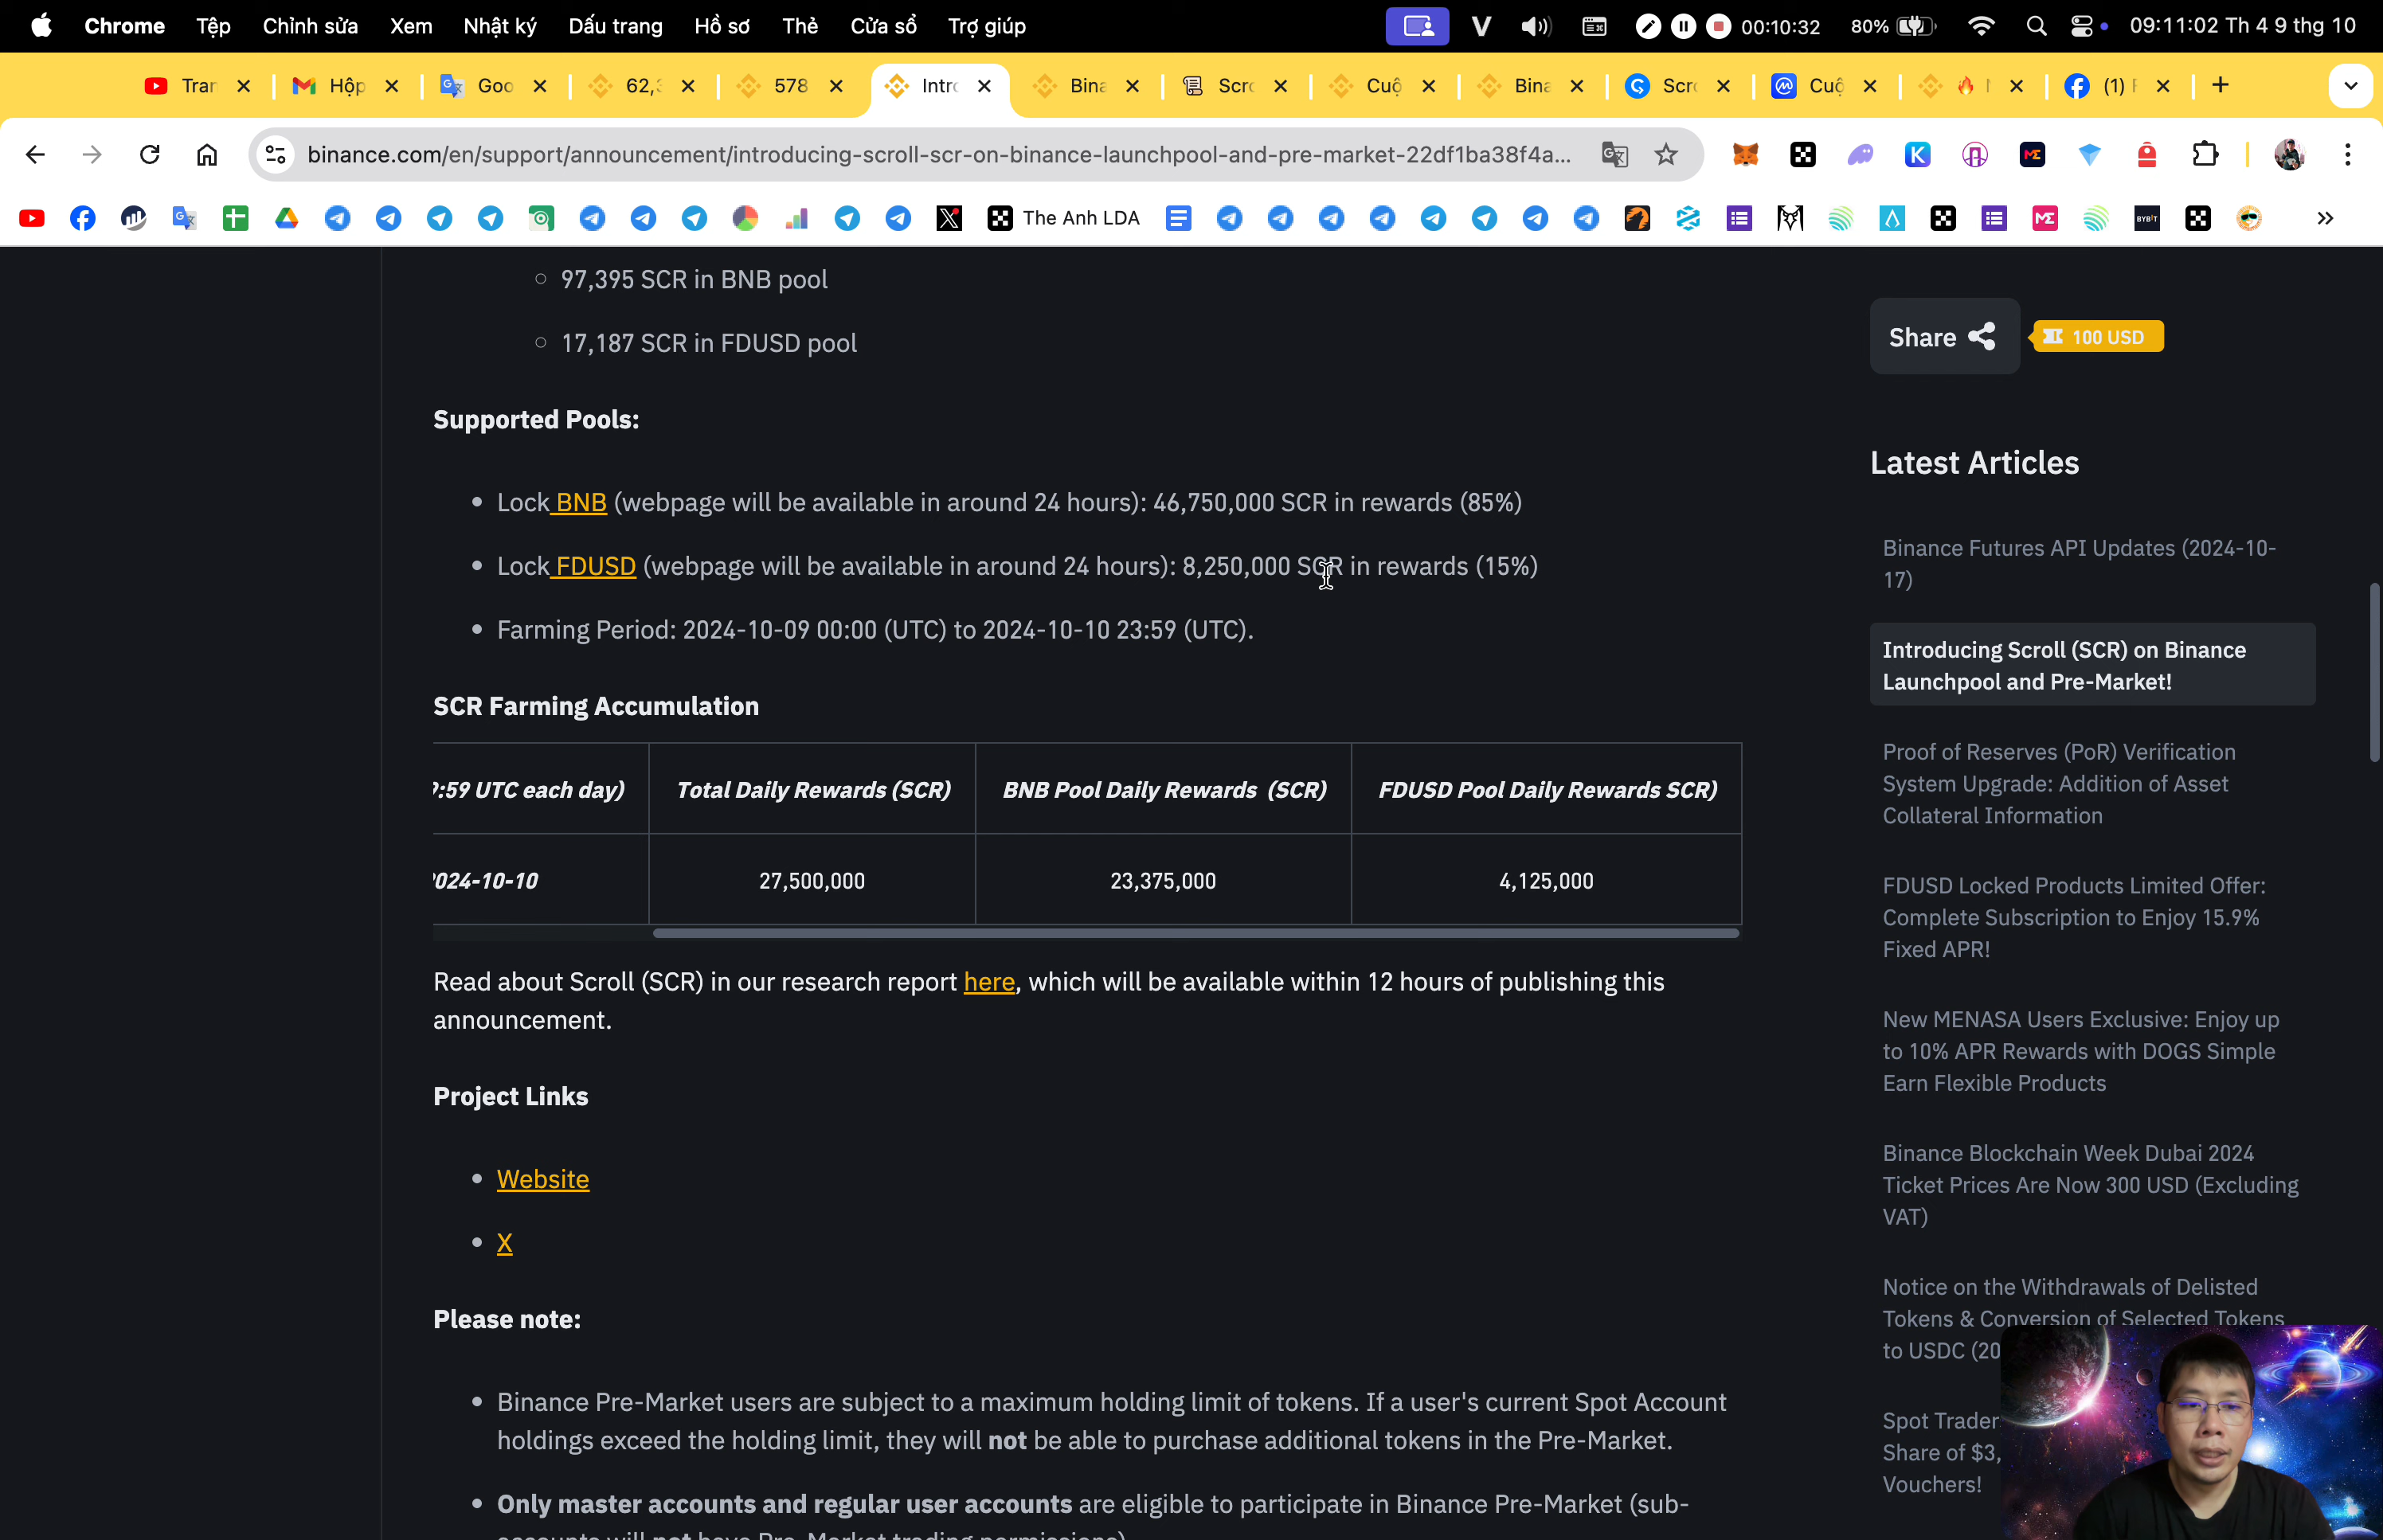 Chrome Tệp Chỉnh sửa Xem Nhật ký Dấu trang Hồ sơ Thẻ Cửa sổ Trợ giúp 00:10:32 80% 09:11:02 Th 4 9 thg 10
Tran Hộp Goo 62, 578 Intro Bina Scro Cuộ Bina Scro Cuộ (1)
binance.com/en/support/announcement/introducing-scroll-scr-on-binance-launchpool-and-pre-market-22df1ba38f4a...
The Anh LDA
97,395 SCR in BNB pool
17,187 SCR in FDUSD pool
Supported Pools:
Lock BNB (webpage will be available in around 24 hours): 46,750,000 SCR in rewards (85%)
Lock FDUSD (webpage will be available in around 24 hours): 8,250,000 SCR in rewards (15%)
Farming Period: 2024-10-09 00:00 (UTC) to 2024-10-10 23:59 (UTC).
SCR Farming Accumulation
:59 UTC each day) Total Daily Rewards (SCR) BNB Pool Daily Rewards (SCR) FDUSD Pool Daily Rewards SCR)
024-10-10 27,500,000 23,375,000 4,125,000
Read about Scroll (SCR) in our research report here, which will be available within 12 hours of publishing this
announcement.
Project Links
Website
X
Please note:
Binance Pre-Market users are subject to a maximum holding limit of tokens. If a user's current Spot Account
holdings exceed the holding limit, they will not be able to purchase additional tokens in the Pre-Market.
Only master accounts and regular user accounts are eligible to participate in Binance Pre-Market (sub-
accounts will not have Pre-Market trading permissions)
Share 100 USD
Latest Articles
Binance Futures API Updates (2024-10-
17)
Introducing Scroll (SCR) on Binance
Launchpool and Pre-Market!
Proof of Reserves (PoR) Verification
System Upgrade: Addition of Asset
Collateral Information
FDUSD Locked Products Limited Offer:
Complete Subscription to Enjoy 15.9%
Fixed APR!
New MENASA Users Exclusive: Enjoy up
to 10% APR Rewards with DOGS Simple
Earn Flexible Products
Binance Blockchain Week Dubai 2024
Ticket Prices Are Now 300 USD (Excluding
VAT)
Notice on the Withdrawals of Delisted
Tokens & Conversion of Selected Tokens
to USDC (20
Spot Trader
Share of $3,
Vouchers!